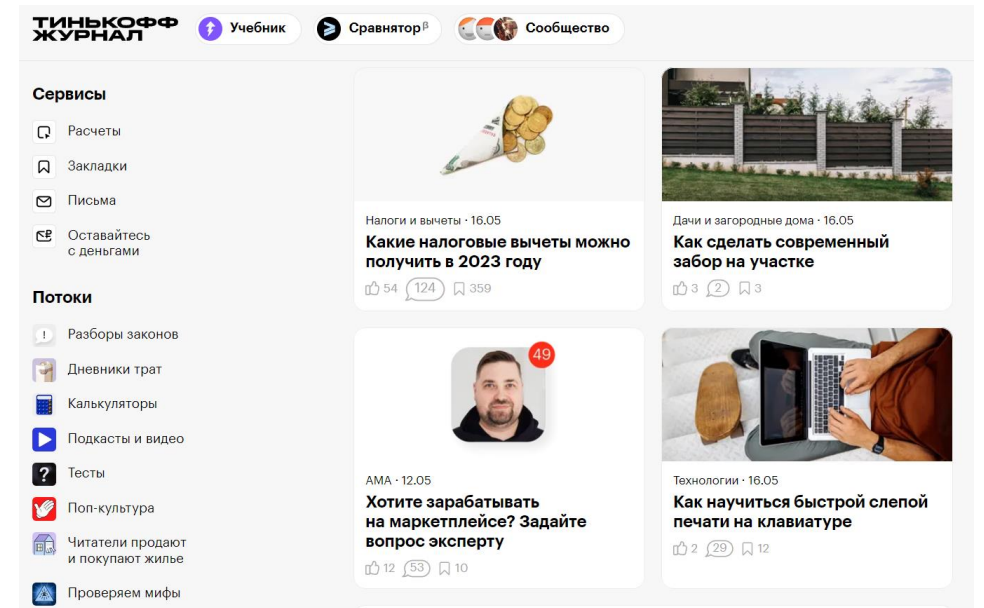 ТИНЬКОФФ
ЖУРНАЛ
Учебник
Сравняторβ
Сообщество
Сервисы
Расчеты
Закладки
Письма
Оставайтесь
с деньгами
Потоки
Разборы законов
Дневники трат
Калькуляторы
Подкасты и видео
Тесты
Поп-культура
Читатели продают
и покупают жилье
Проверяем мифы
Налоги и вычеты · 16.05
Какие налоговые вычеты можно
получить в 2023 году
54 124 359
Дачи и загородные дома · 16.05
Как сделать современный
забор на участке
3 2 3
49
АМА · 12.05
Хотите зарабатывать
на маркетплейсе? Задайте
вопрос эксперту
12 53 10
Технологии · 16.05
Как научиться быстрой слепой
печати на клавиатуре
2 29 12